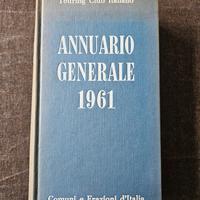 Touring Club Italiano
ANNUARIO
GENERALE
1961
Comuni e Frazioni d'Italia